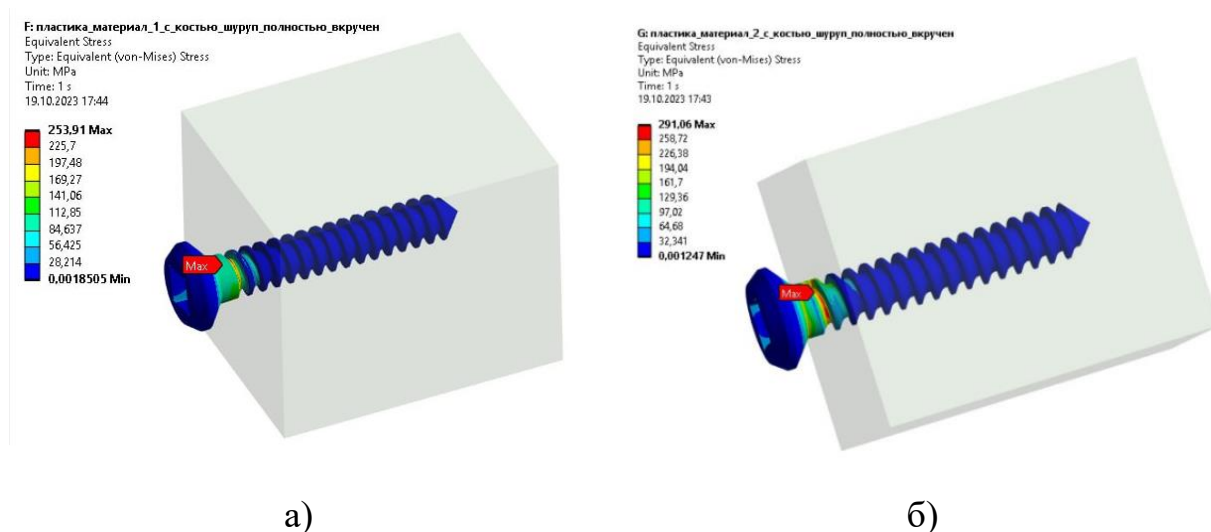 F: пластика_материал_1_с_костью_шуруп_полностью_вкручен
Equivalent Stress
Type: Equivalent (von-Mises) Stress
Unit: MPa
Time: 1 s
19.10.2023 17:44
253,91 Max
225,7
197,48
169,27
141,06
112,85
84,637
56,425
28,214
0,0018505 Min
Max
G: пластика_материал_2_с_костью_шуруп_полностью_вкручен
Equivalent Stress
Type: Equivalent (von-Mises) Stress
Unit: MPa
Time: 1 s
19.10.2023 17:43
291,06 Max
258,72
226,38
194,04
161,7
129,36
97,02
64,68
32,341
0,001247 Min
Max
а)
б)